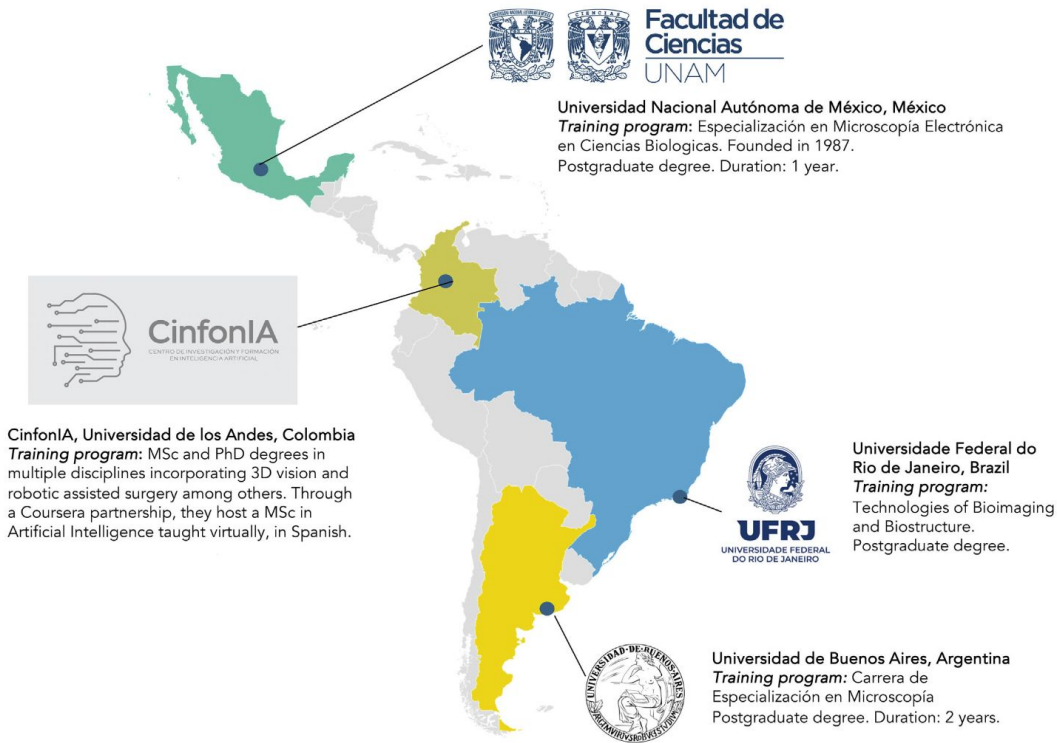 Facultad de
Ciencias
UNAM
Universidad Nacional Autónoma de México, México
Training program: Especialización en Microscopía Electrónica
en Ciencias Biologicas. Founded in 1987.
Postgraduate degree. Duration: 1 year.
CinfonIA
CENTRO DE INVESTIGACIÓN Y FORMACIÓN
EN INTELIGENCIA ARTIFICIAL
CinfonIA, Universidad de los Andes, Colombia
Training program: MSc and PhD degrees in
multiple disciplines incorporating 3D vision and
robotic assisted surgery among others. Through
a Coursera partnership, they host a MSc in
Artificial Intelligence taught virtually, in Spanish.
UFRJ
UNIVERSIDADE FEDERAL
DO RIO DE JANEIRO
Universidade Federal do
Rio de Janeiro, Brazil
Training program:
Technologies of Bioimaging
and Biostructure.
Postgraduate degree.
UNIVERSIDAD·DE·BUENOS·AIRES
Universidad de Buenos Aires, Argentina
Training program: Carrera de
Especialización en Microscopía
Postgraduate degree. Duration: 2 years.